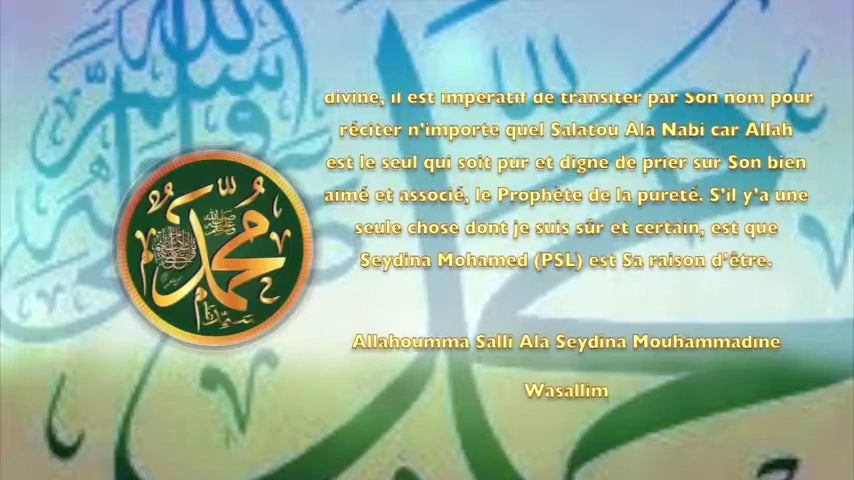 divine, il est impératif de transiter par Son nom pour
réciter n'importe quel Salatou Ala Nabi car Allah
est le seul qui soit pur et digne de prier sur Son bien
aimé et associé, le Prophète de la pureté. S'il y'a une
seule chose dont je suis sûr et certain, est que
Seydina Mohamed (PSL) est Sa raison d'être.
Allahoumma Salli Ala Seydina Mouhammadine
Wasallim
محمد